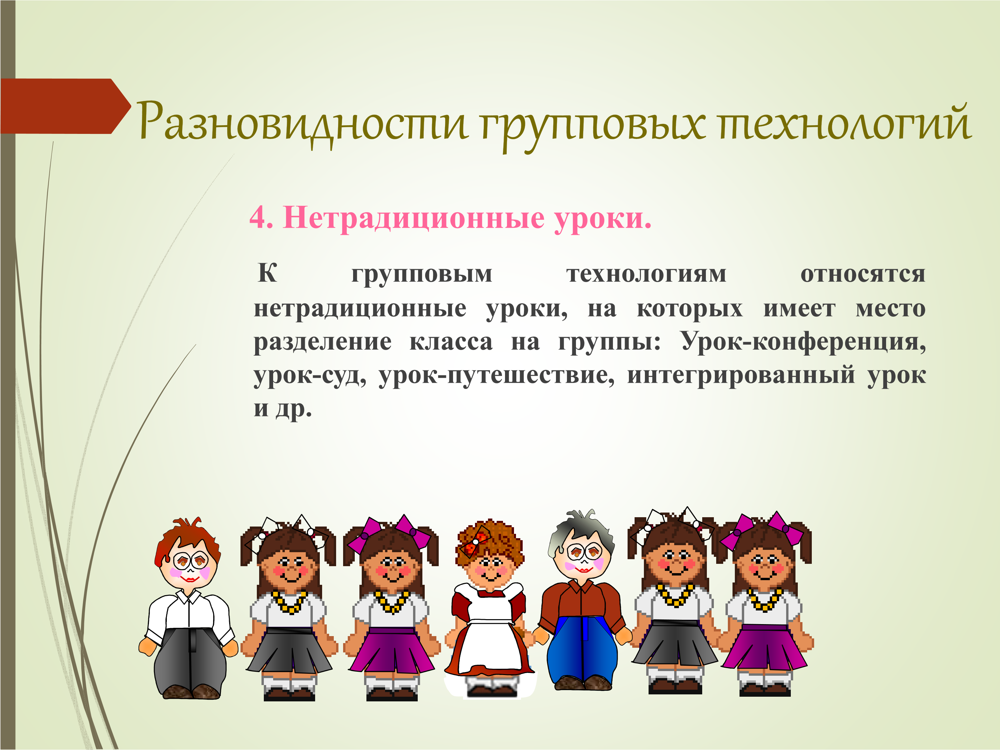 Разновидности групповых технологий
4. Нетрадиционные уроки.
К групповым технологиям относятся
нетрадиционные уроки, на которых имеет место
разделение класса на группы: Урок-конференция,
урок-суд, урок-путешествие, интегрированный урок
и др.